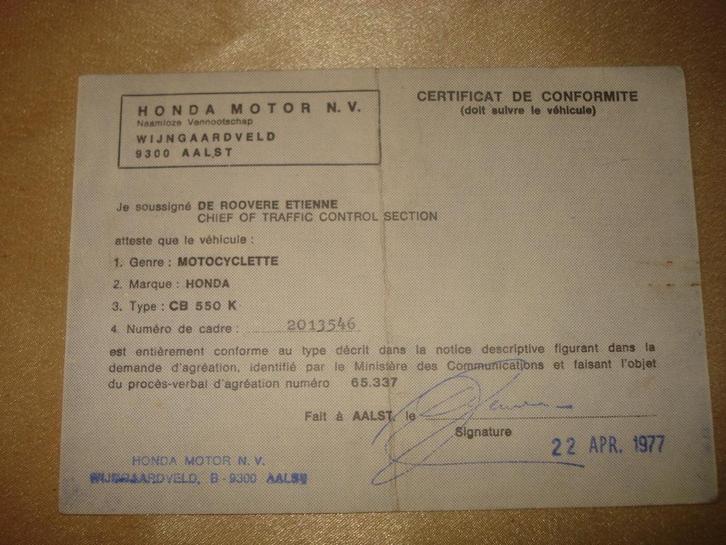 HONDA MOTOR N.V.
Naamloze Vennootschap
WIJNGAARDVELD
9300 AALST
CERTIFICAT DE CONFORMITE
(doit suivre le véhicule)
Je soussigné DE ROOVERE ETIENNE
CHIEF OF TRAFFIC CONTROL SECTION
atteste que le véhicule :
1. Genre : MOTOCYCLETTE
2. Marque : HONDA
3. Type : CB 550 K
4. Numéro de cadre : 2013546
est entièrement conforme au type décrit dans la notice descriptive figurant dans la
demande d'agréation, identifié par le Ministère des Communications et faisant l'objet
du procès-verbal d'agréation numéro 65.337
Fait à AALST, le
Signature
22 APR. 1977
HONDA MOTOR N.V.
WIJNGAARDVELD, B - 9300 AALST